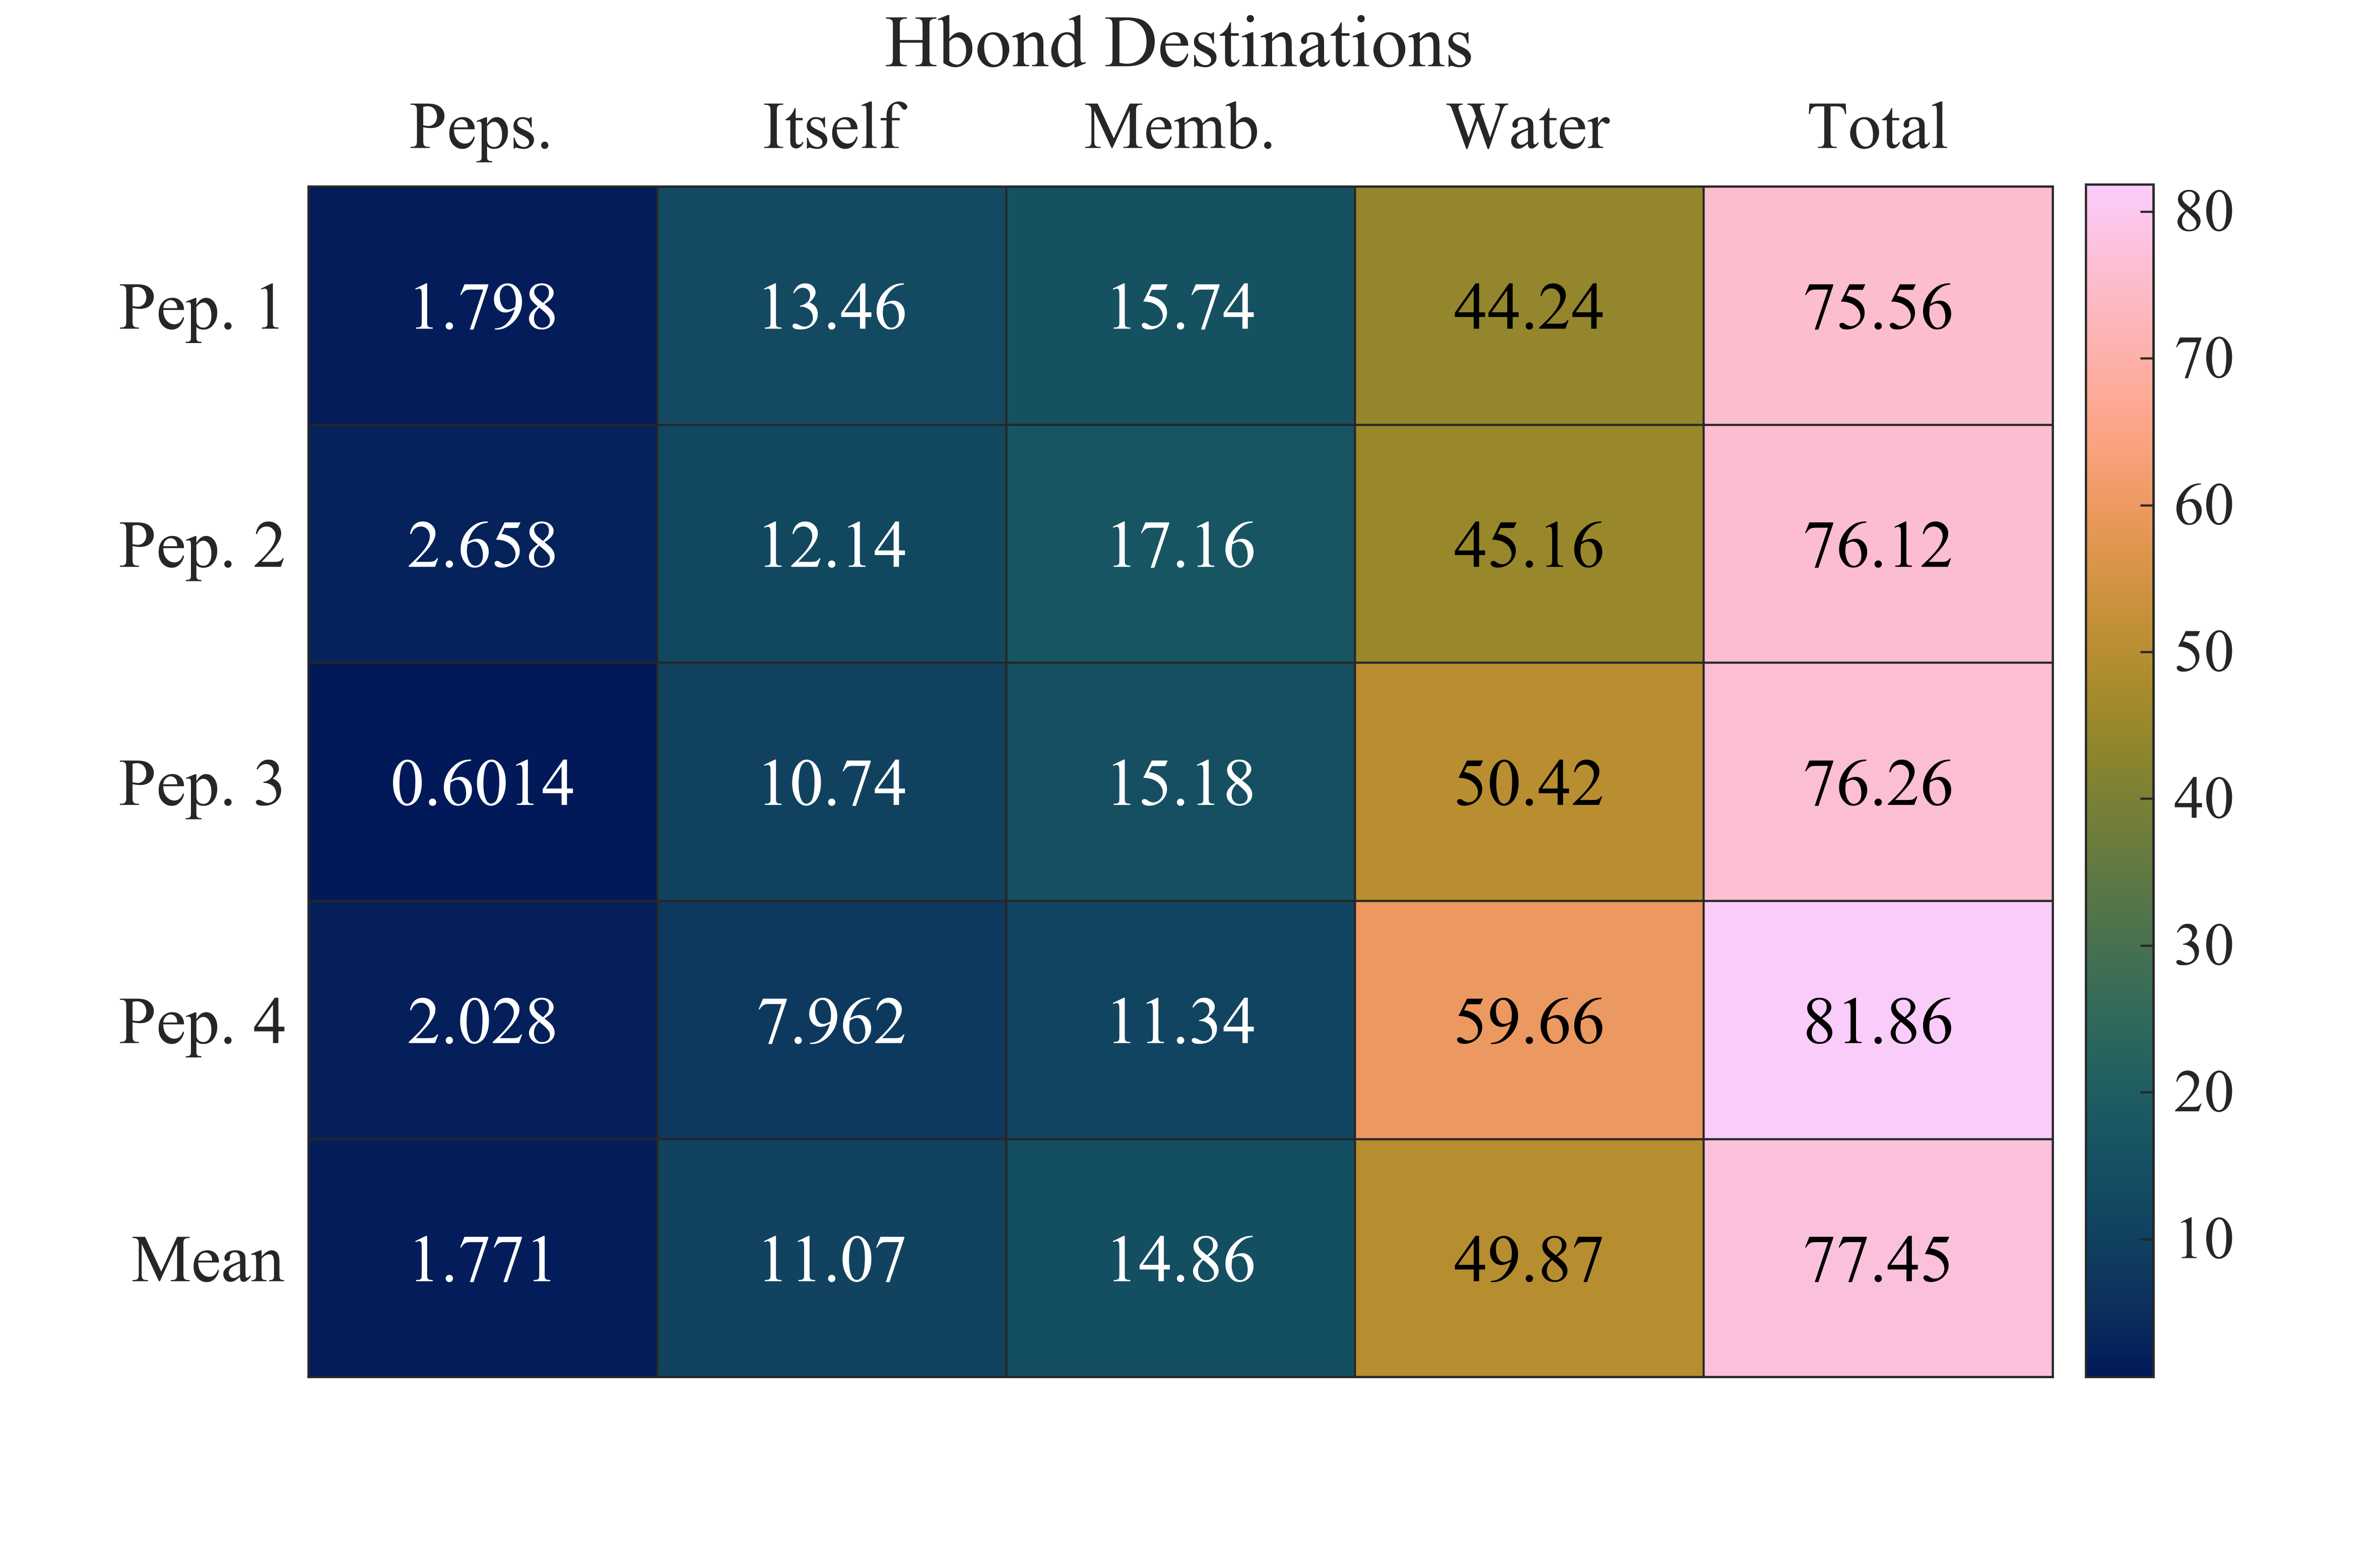 Hbond Destinations
Peps. Itself Memb. Water Total
Pep. 1 1.798 13.46 15.74 44.24 75.56
Pep. 2 2.658 12.14 17.16 45.16 76.12
Pep. 3 0.6014 10.74 15.18 50.42 76.26
Pep. 4 2.028 7.962 11.34 59.66 81.86
Mean 1.771 11.07 14.86 49.87 77.45
80
70
60
50
40
30
20
10